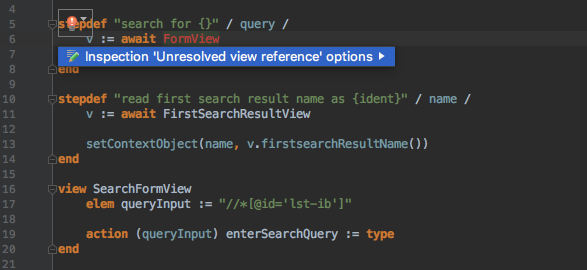 4
5 stepdef "search for {}" / query /
6 v := await FormView
Inspection 'Unresolved view reference' options
8 end
9
10 stepdef "read first search result name as {ident}" / name /
11 v := await FirstSearchResultView
12
13 setContextObject(name, v.firstsearchResultName())
14 end
15
16 view SearchFormView
17 elem queryInput := "//*[@id='lst-ib']"
18
19 action (queryInput) enterSearchQuery := type
20 end
21